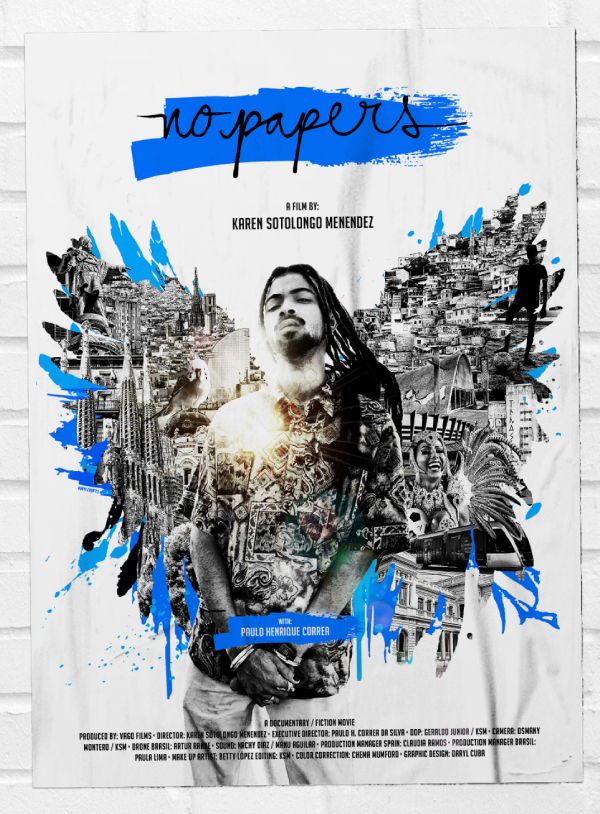 no papers
A FILM BY:
KAREN SOTOLONGO MENENDEZ
WITH:
PAULO HENRIQUE CORREA
A DOCUMENTARY / FICTION MOVIE
PRODUCED BY: VAGO FILMS • DIRECTOR: KAREN SOTOLONGO MENENDEZ • EXECUTIVE DIRECTOR: PAULO H. CORREA DA SILVA • DOP: GERALDO JUNIOR / KSM • CAMERA: OSMANY
MONTERO / KSM • DRONE BRASIL: ARTUR • SOUND: NACHY DIAZ / MANU AGUILAR • PRODUCTION MANAGER SPAIN: CLAUDIA RAMOS • PRODUCTION MANAGER BRASIL:
PAULA LIMA • MAKE UP ARTIST: BETTY LÓPEZ EDITING: KSM • COLOR CORRECTION: CHEMA MUMFORD • GRAPHIC DESIGN: DARYL CUBA